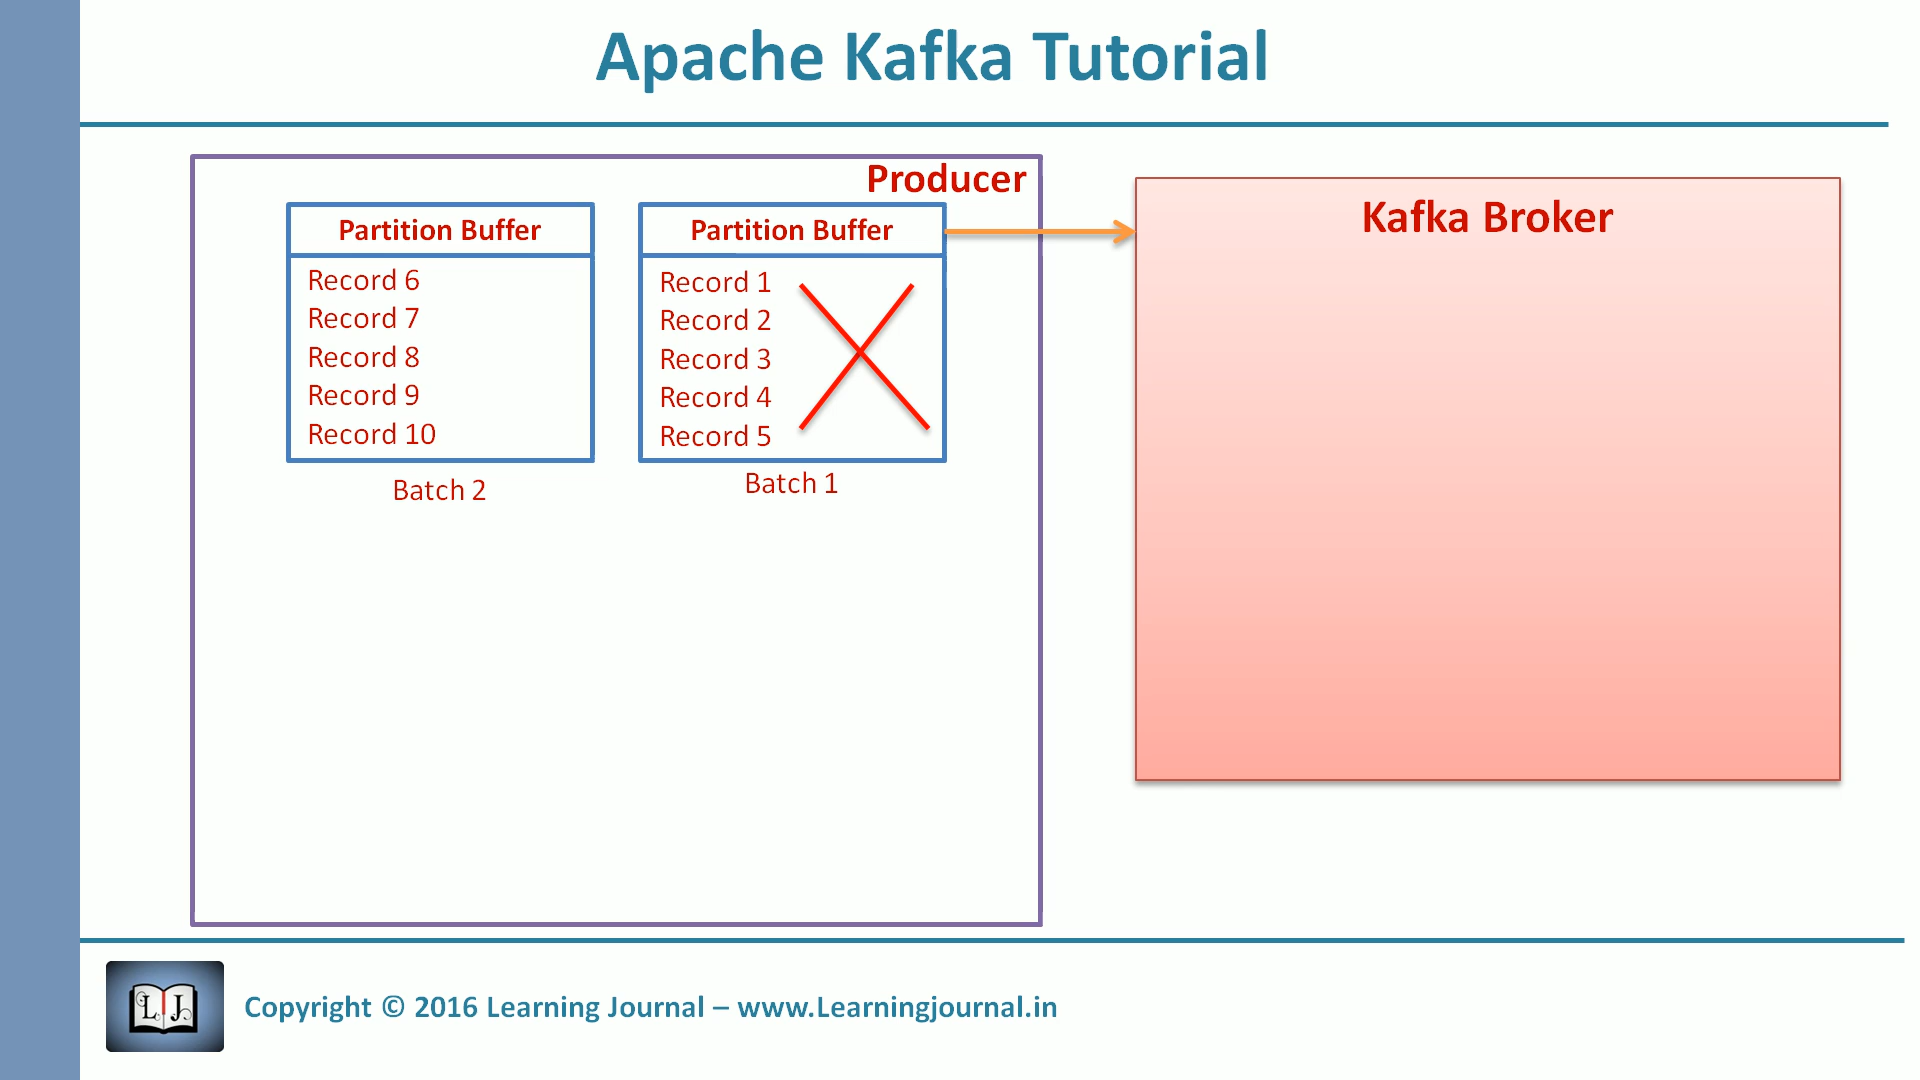 Apache Kafka Tutorial
Producer
Partition Buffer
Record 6
Record 7
Record 8
Record 9
Record 10
Batch 2
Partition Buffer
Record 1
Record 2
Record 3
Record 4
Record 5
Batch 1
Kafka Broker
LJ
Copyright © 2016 Learning Journal – www.Learningjournal.in